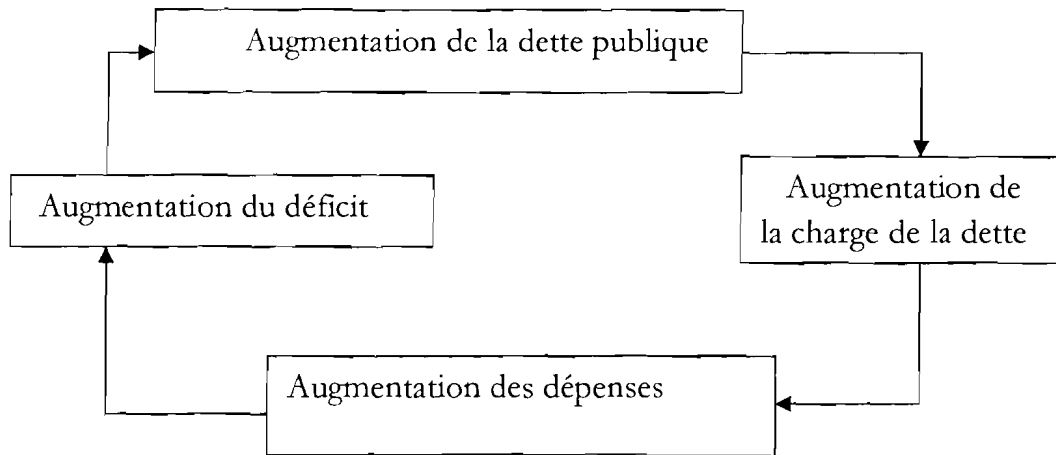 Augmentation de la dette publique
Augmentation du déficit
Augmentation de
la charge de la dette
Augmentation des dépenses